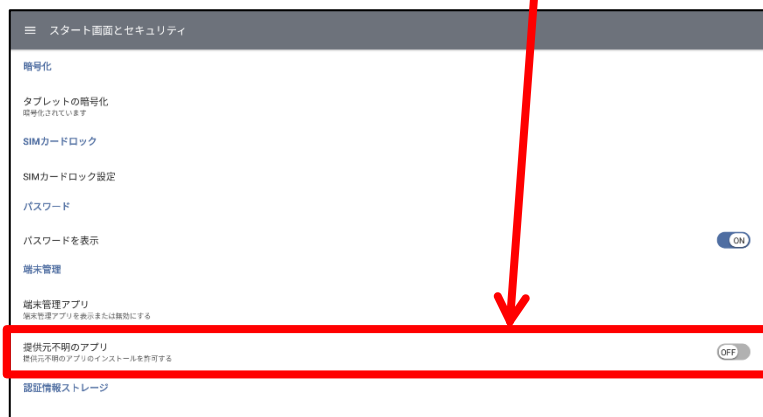 スタート画面とセキュリティ
暗号化
タブレットの暗号化
暗号化されています
SIMカードロック
SIMカードロック設定
パスワード
パスワードを表示
ON
端末管理
端末管理アプリ
端末管理アプリを表示または無効にする
提供元不明のアプリ
提供元不明のアプリのインストールを許可する
OFF
認証情報ストレージ